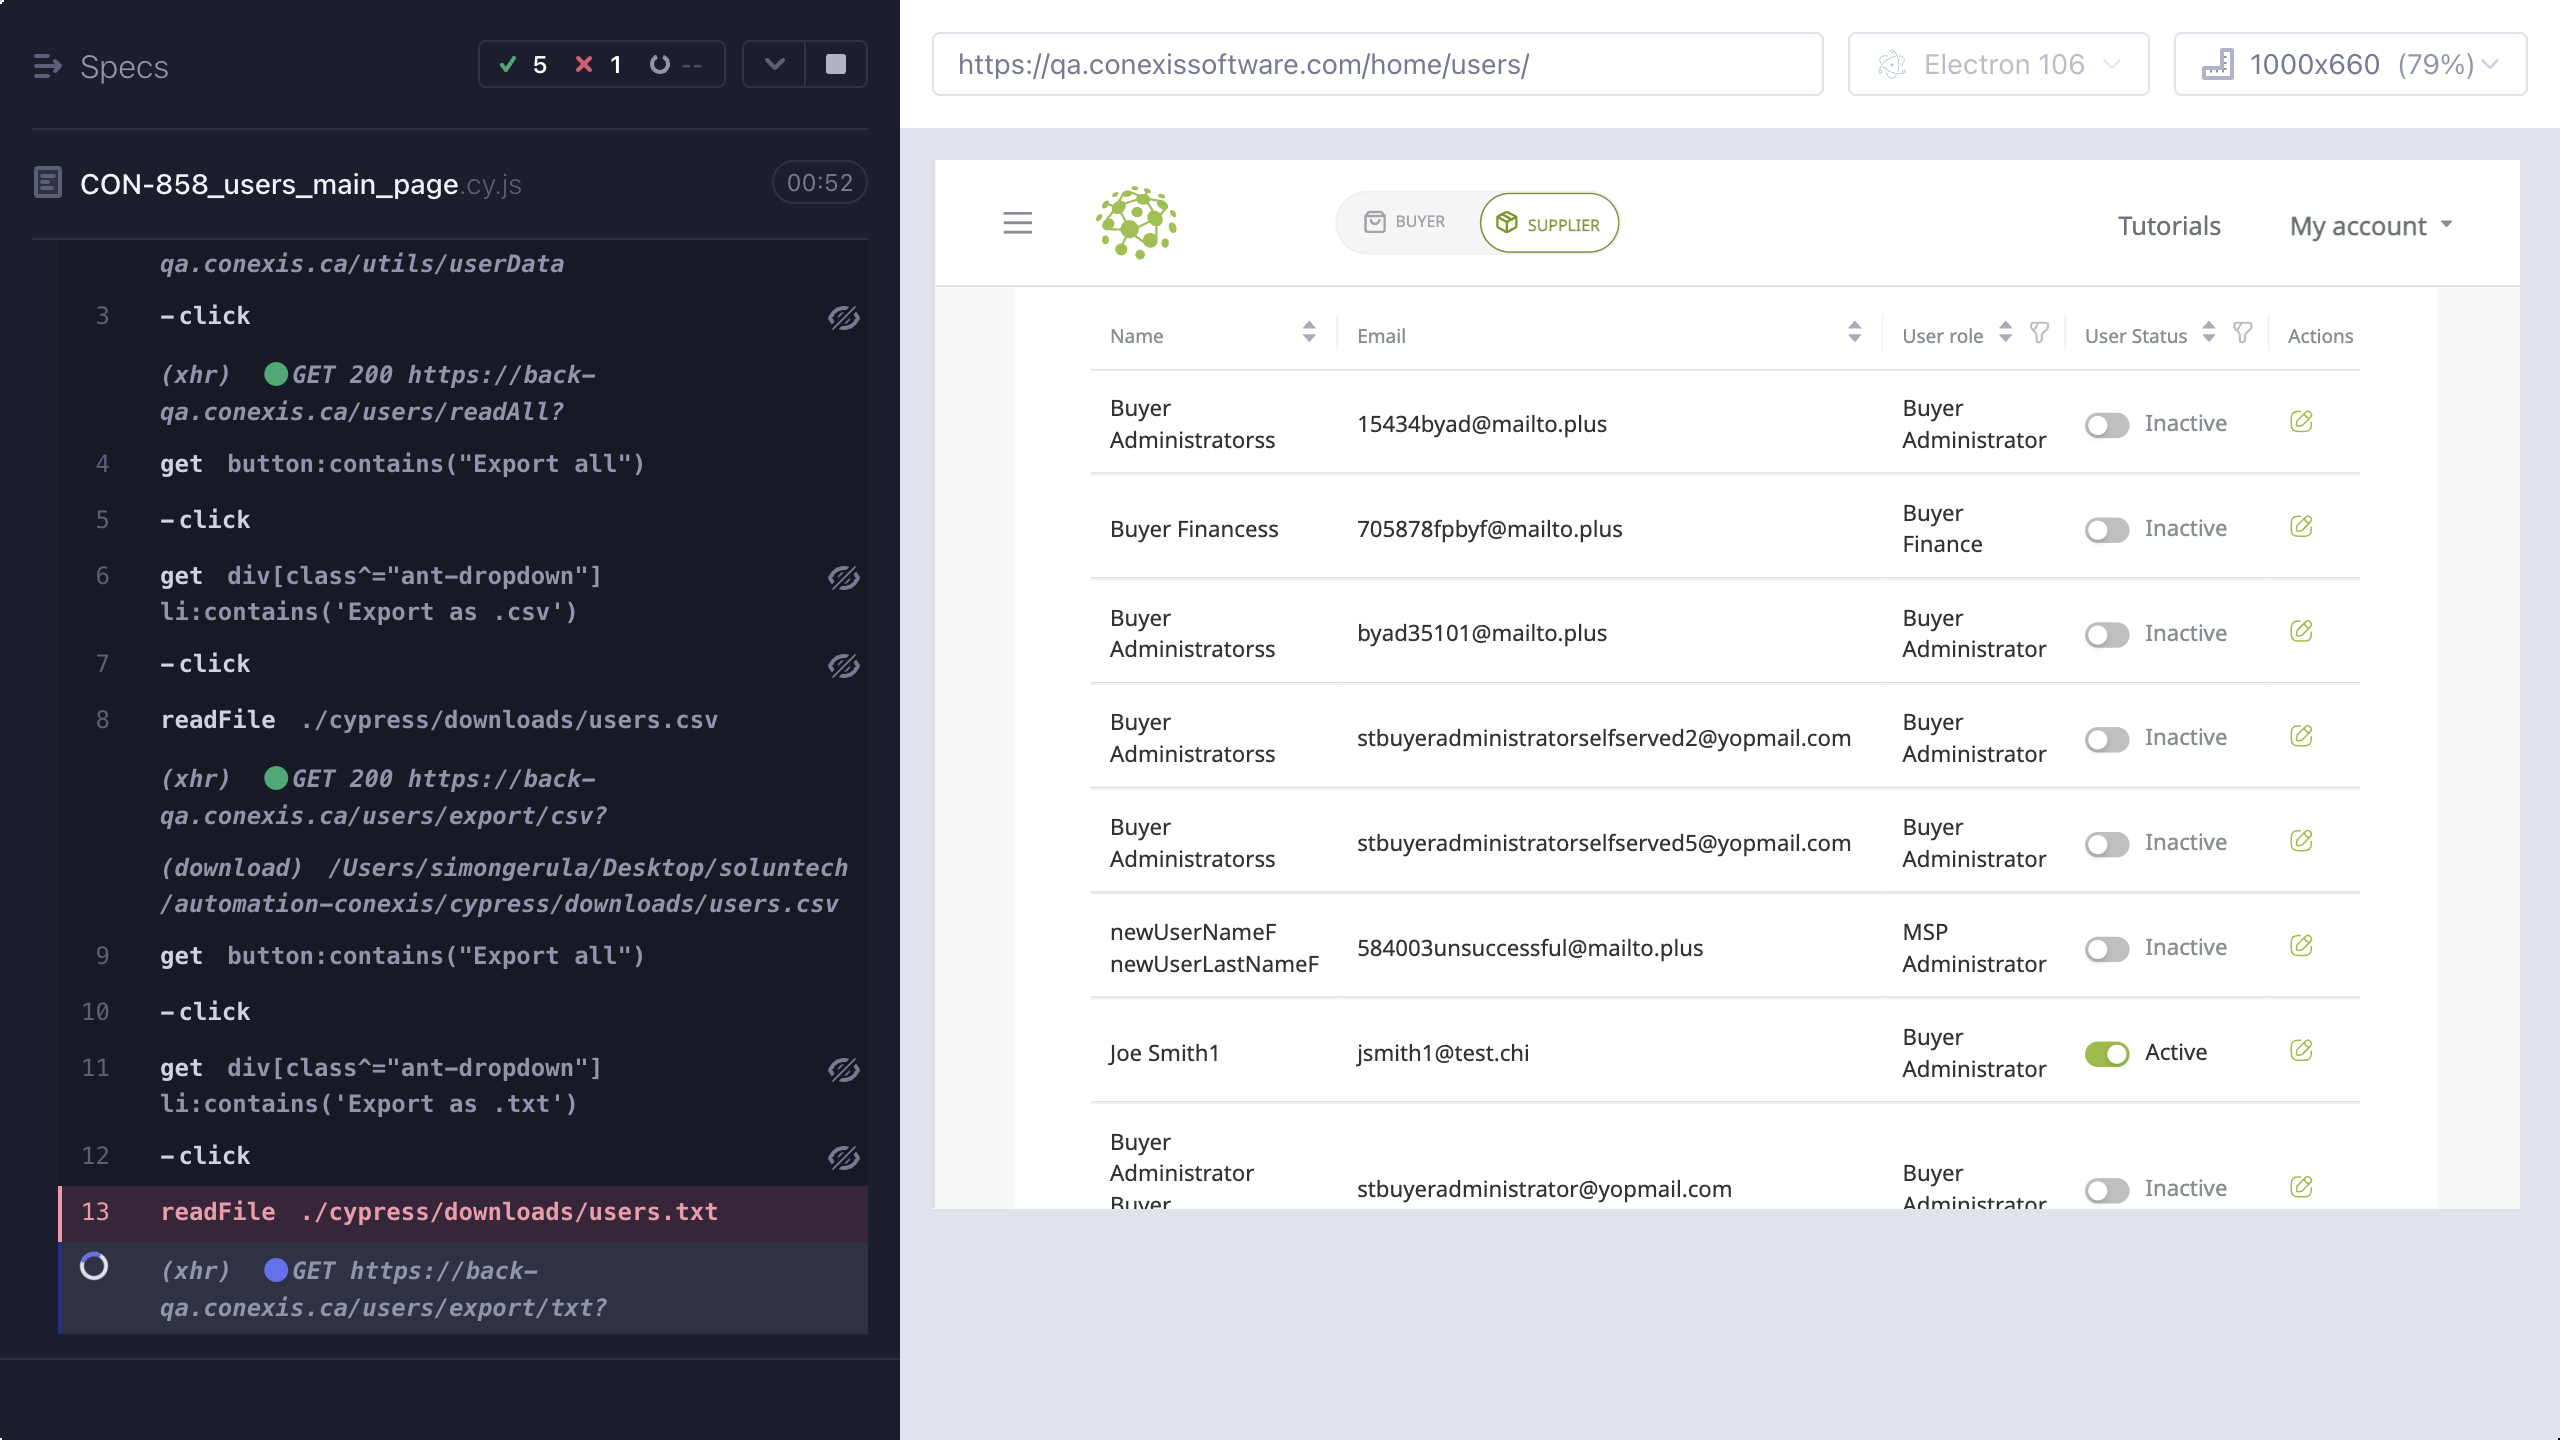 Specs
5 1 --
CON-858_users_main_page.cy.js 00:52
qa.conexis.ca/utils/userData
3 -click
(xhr) GET 200 https://back-
qa.conexis.ca/users/readAll?
4 get button:contains("Export all")
5 -click
6 get div[class^="ant-dropdown"]
li:contains('Export as .csv')
7 -click
8 readFile ./cypress/downloads/users.csv
(xhr) GET 200 https://back-
qa.conexis.ca/users/export/csv?
(download) /Users/simongerula/Desktop/soluntech
/automation-conexis/cypress/downloads/users.csv
9 get button:contains("Export all")
10 -click
11 get div[class^="ant-dropdown"]
li:contains('Export as .txt')
12 -click
13 readFile ./cypress/downloads/users.txt
(xhr) GET https://back-
qa.conexis.ca/users/export/txt?
https://qa.conexissoftware.com/home/users/ Electron 106 1000x660 (79%)
BUYER SUPPLIER Tutorials My account
Name Email User role User Status Actions
Buyer
Administratorss 15434byad@mailto.plus Buyer
Administrator Inactive
Buyer Financess 705878fpbyf@mailto.plus Buyer
Finance Inactive
Buyer
Administratorss byad35101@mailto.plus Buyer
Administrator Inactive
Buyer
Administratorss stbuyeradministratorselfserved2@yopmail.com Buyer
Administrator Inactive
Buyer
Administratorss stbuyeradministratorselfserved5@yopmail.com Buyer
Administrator Inactive
newUserNameF
newUserLastNameF 584003unsuccessful@mailto.plus MSP
Administrator Inactive
Joe Smith1 jsmith1@test.chi Buyer
Administrator Active
Buyer
Administrator
Buyer stbuyeradministrator@yopmail.com Buyer
Administrator Inactive